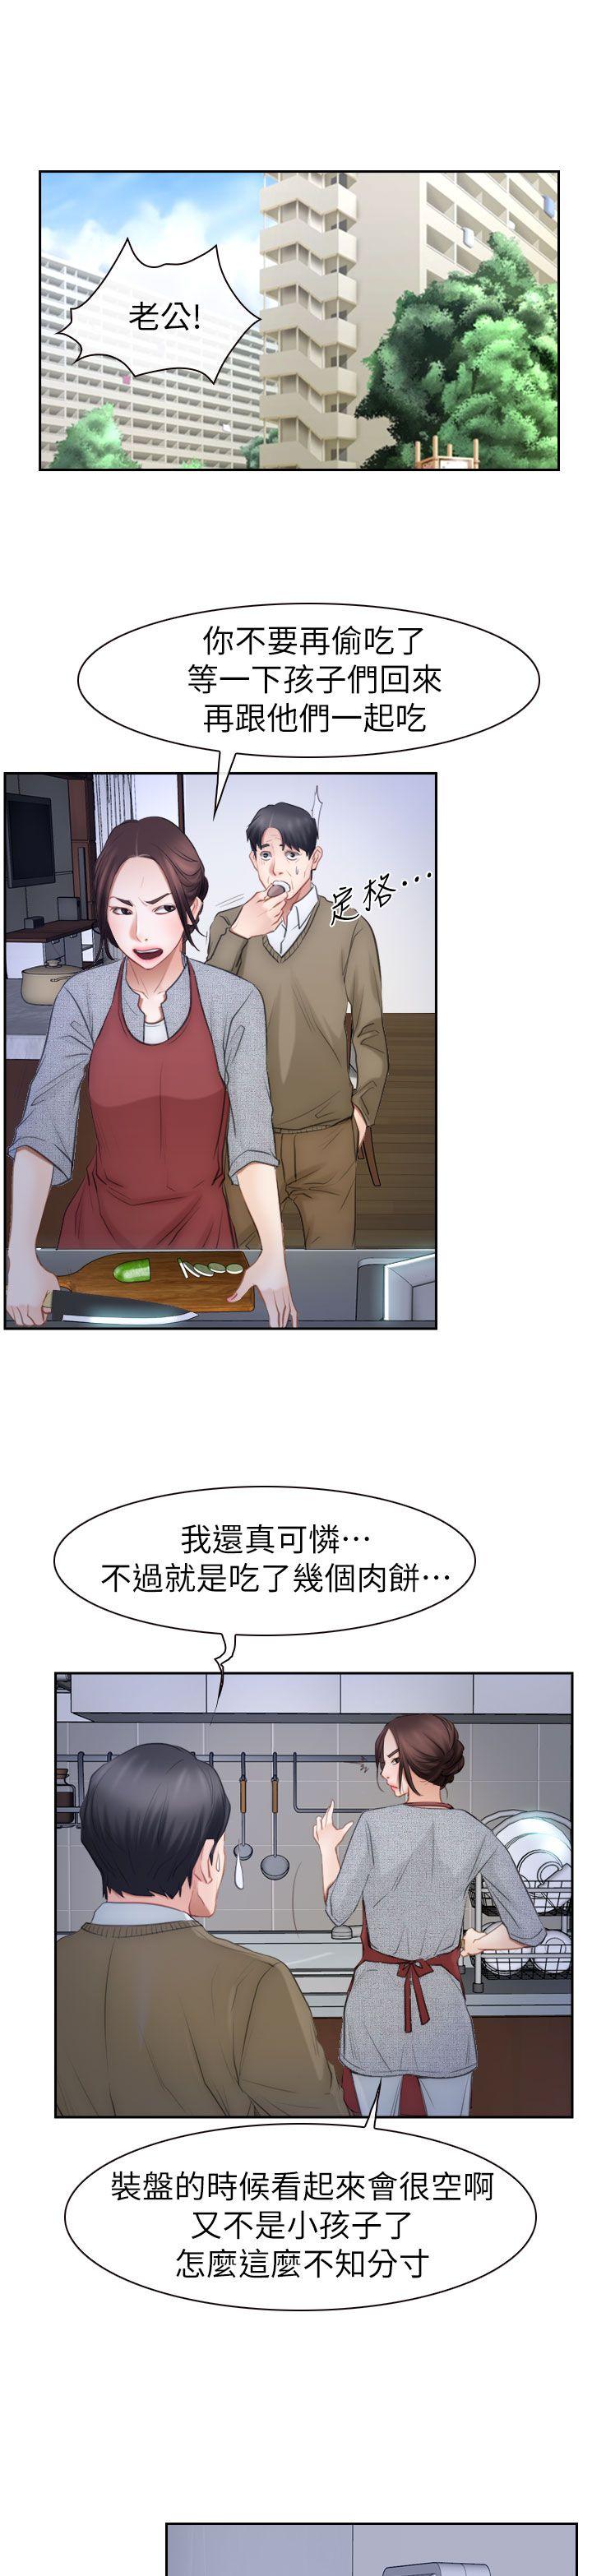 老公!
你不要再偷吃了
等一下孩子們回來
再跟他們一起吃
定格⋯
我還真可憐⋯
不過就是吃了幾個肉餅⋯
裝盤的時候看起來會很空啊
又不是小孩子了
怎麼這麼不知分寸